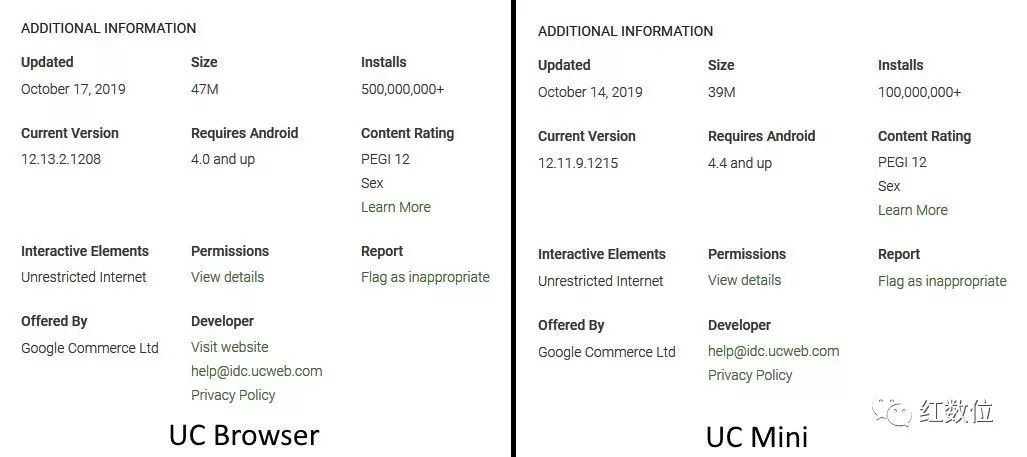 ADDITIONAL INFORMATION
Updated Size Installs
October 17, 2019 47M 500,000,000+
Current Version Requires Android Content Rating
12.13.2.1208 4.0 and up PEGI 12
Sex
Learn More
Interactive Elements Permissions Report
Unrestricted Internet View details Flag as inappropriate
Offered By Developer
Google Commerce Ltd Visit website
help@idc.ucweb.com
Privacy Policy
UC Browser
ADDITIONAL INFORMATION
Updated Size Installs
October 14, 2019 39M 100,000,000+
Current Version Requires Android Content Rating
12.11.9.1215 4.4 and up PEGI 12
Sex
Learn More
Interactive Elements Permissions Report
Unrestricted Internet View details Flag as inappropriate
Offered By Developer
Google Commerce Ltd help@idc.ucweb.com
Privacy Policy
UC Mini
红数位